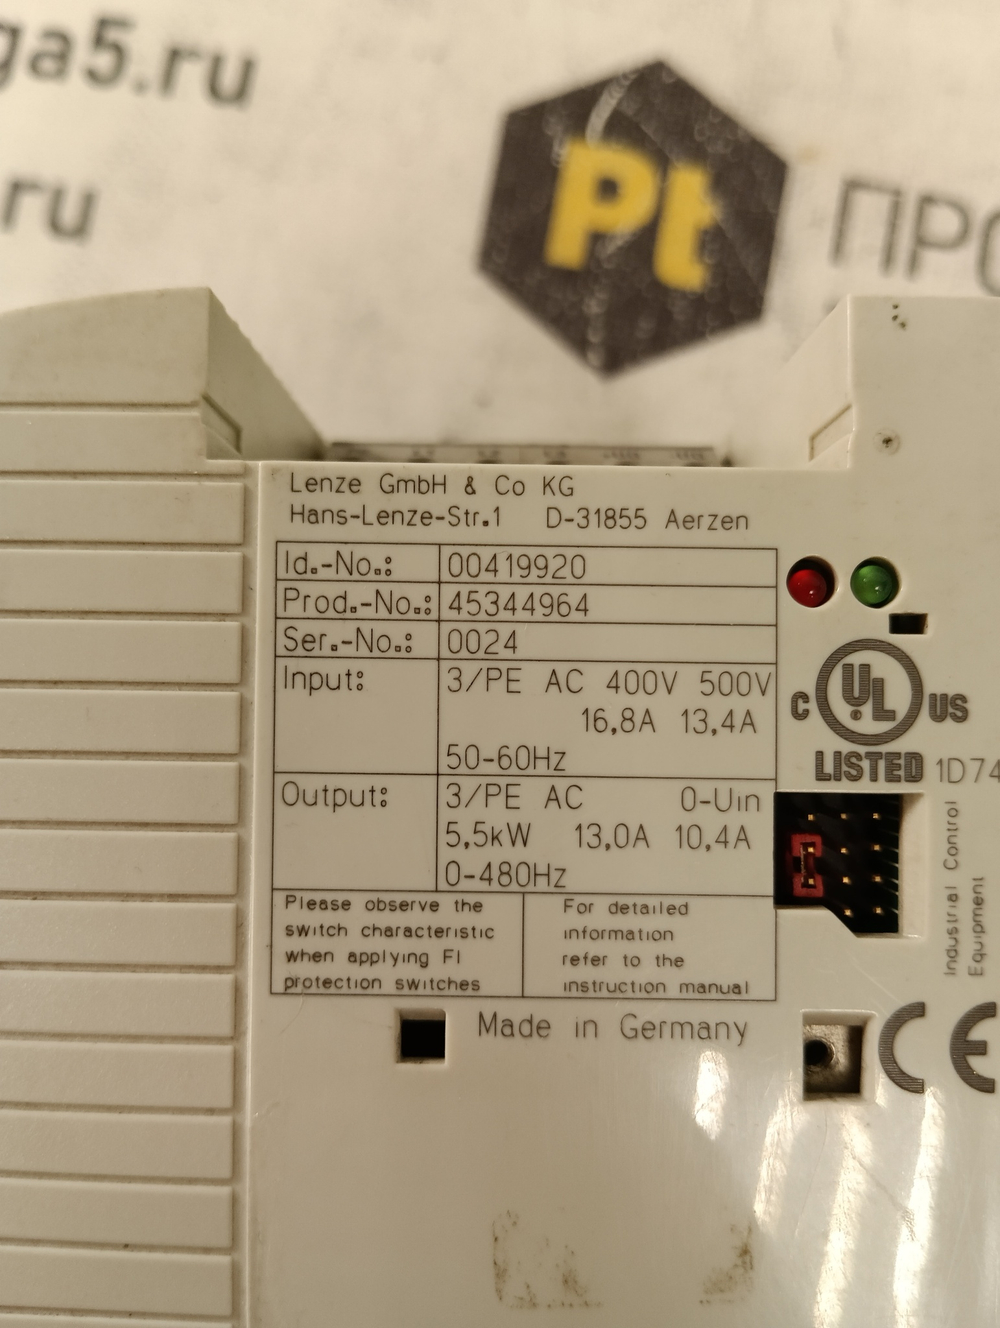 ga5.ru
.ru
Pt
ПРО
Lenze GmbH & Co KG
Hans-Lenze-Str.1 D-31855 Aerzen
Id.-No.: 00419920
Prod.-No.: 45344964
Ser.-No.: 0024
Input: 3/PE AC 400V 500V
16,8A 13,4A
50-60Hz
Output: 3/PE AC 0-Uin
5,5kW 13,0A 10,4A
0-480Hz
Please observe the
switch characteristic
when applying FI
protection switches
For detailed
information
refer to the
instruction manual
Made in Germany
C UL US
LISTED 1D74
Industrial Control
Equipment
CE